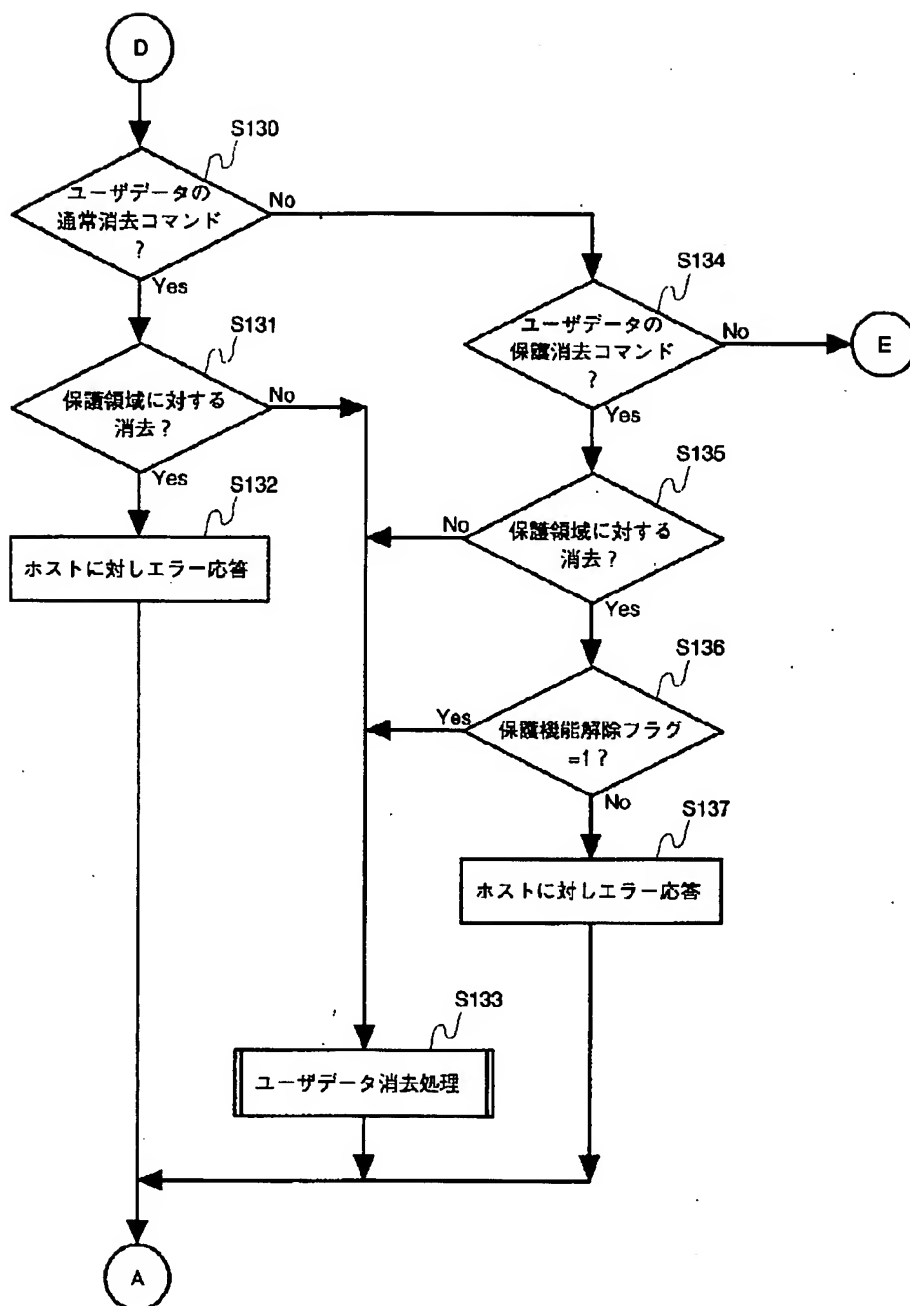 D
S130
ユーザデータの
通常消去コマンド
?
No
Yes
S134
ユーザデータの
保護消去コマンド
?
No
Yes
E
S131
保護領域に対する
消去?
No
Yes
S132
ホストに対しエラー応答
S135
保護領域に対する
消去?
No
Yes
S136
保護機能解除フラグ
=1?
Yes
No
S137
ホストに対しエラー応答
S133
ユーザデータ消去処理
A